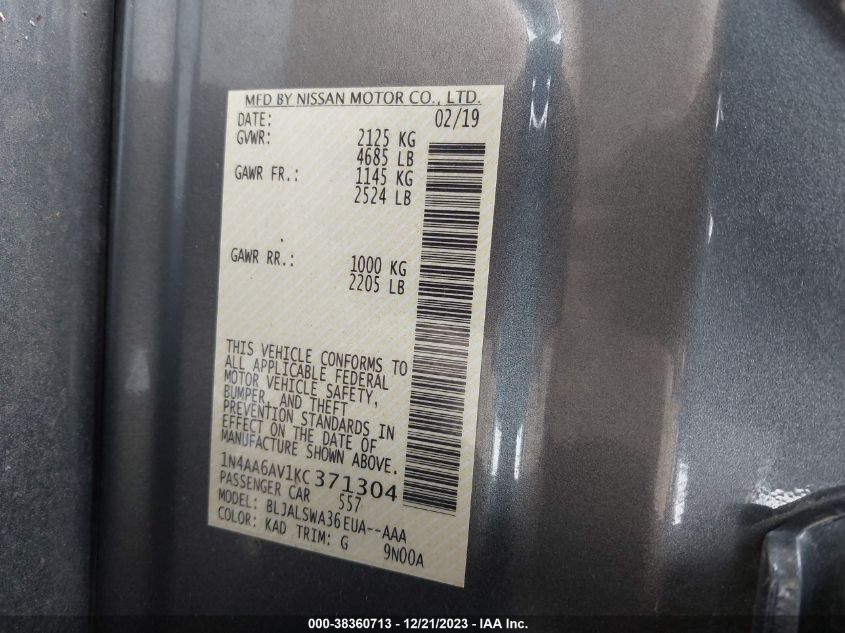 MFD BY NISSAN MOTOR CO., LTD.
DATE: 02/19
GVWR: 2125 KG
4685 LB
GAWR FR.: 1145 KG
2524 LB
GAWR RR.: 1000 KG
2205 LB
THIS VEHICLE CONFORMS TO
ALL APPLICABLE FEDERAL
MOTOR VEHICLE SAFETY,
BUMPER, AND THEFT
PREVENTION STANDARDS IN
EFFECT ON THE DATE OF
MANUFACTURE SHOWN ABOVE.
1N4AA6AV1KC371304
PASSENGER CAR 557
MODEL: BLJALSWA36EUA--AAA
COLOR: KAD TRIM: G 9N00A
000-38360713 - 12/21/2023 - IAA Inc.